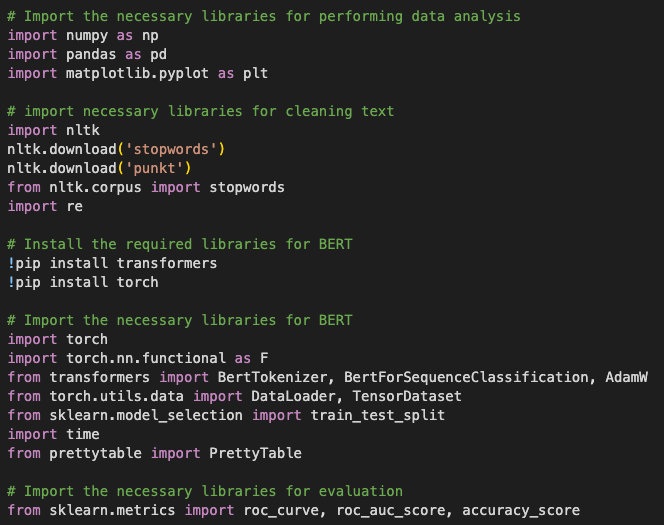 # Import the necessary libraries for performing data analysis
import numpy as np
import pandas as pd
import matplotlib.pyplot as plt
# import necessary libraries for cleaning text
import nltk
nltk.download('stopwords')
nltk.download('punkt')
from nltk.corpus import stopwords
import re
# Install the required libraries for BERT
!pip install transformers
!pip install torch
# Import the necessary libraries for BERT
import torch
import torch.nn.functional as F
from transformers import BertTokenizer, BertForSequenceClassification, AdamW
from torch.utils.data import DataLoader, TensorDataset
from sklearn.model_selection import train_test_split
import time
from prettytable import PrettyTable
# Import the necessary libraries for evaluation
from sklearn.metrics import roc_curve, roc_auc_score, accuracy_score